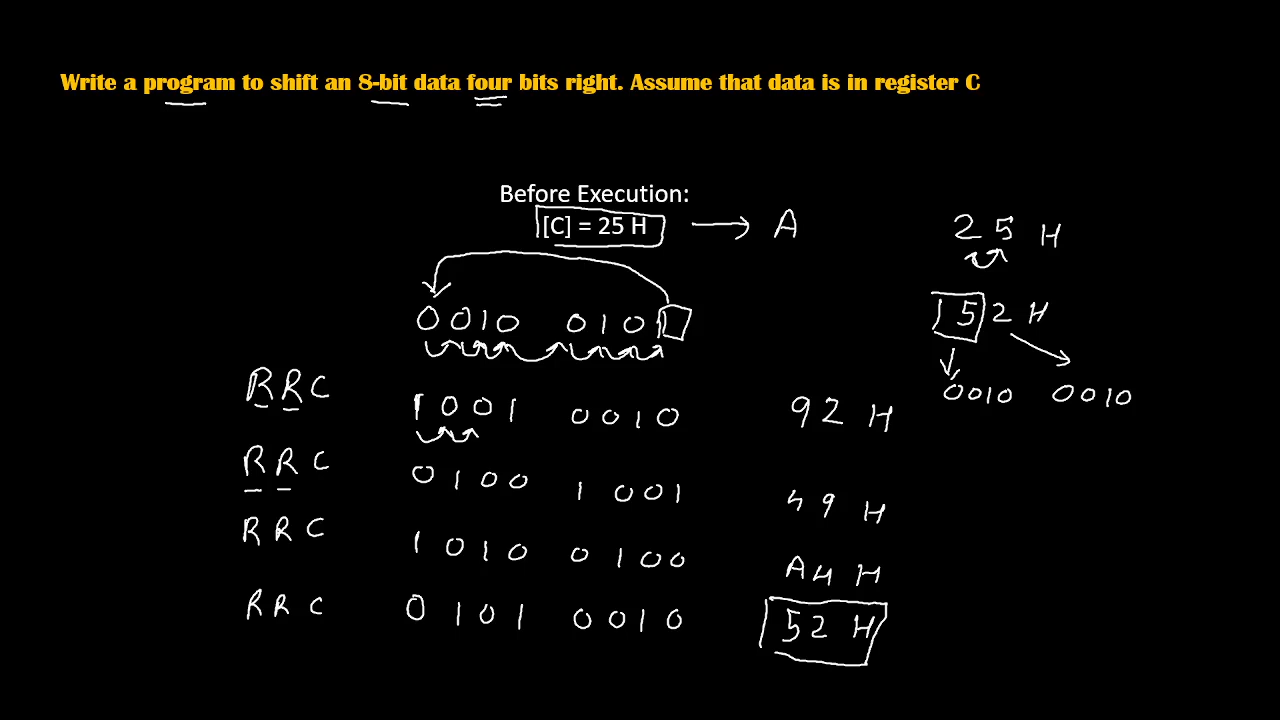 Write a program to shift an 8-bit data four bits right. Assume that data is in register C
Before Execution:
[C] = 25 H → A
25 H
52 H
0010 0101
0010 0010
RRC 1001 0010 92 H
RRC 0100 1001 49 H
RRC 1010 0100 A4 H
RRC 0101 0010 52 H